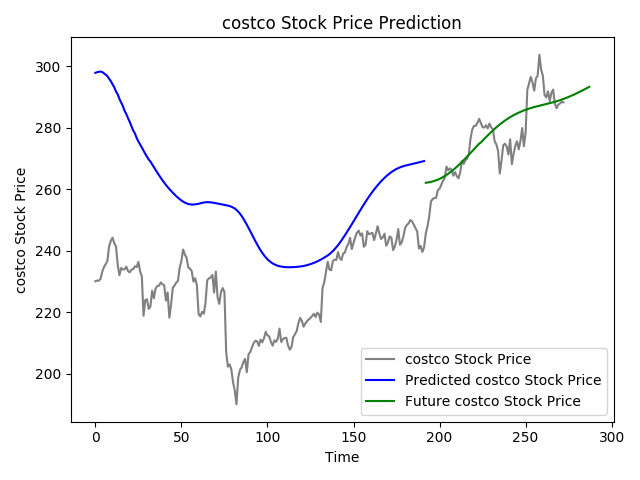 costco Stock Price Prediction
costco Stock Price
300
280
260
240
220
200
0
50
100
150
200
250
300
Time
costco Stock Price
Predicted costco Stock Price
Future costco Stock Price